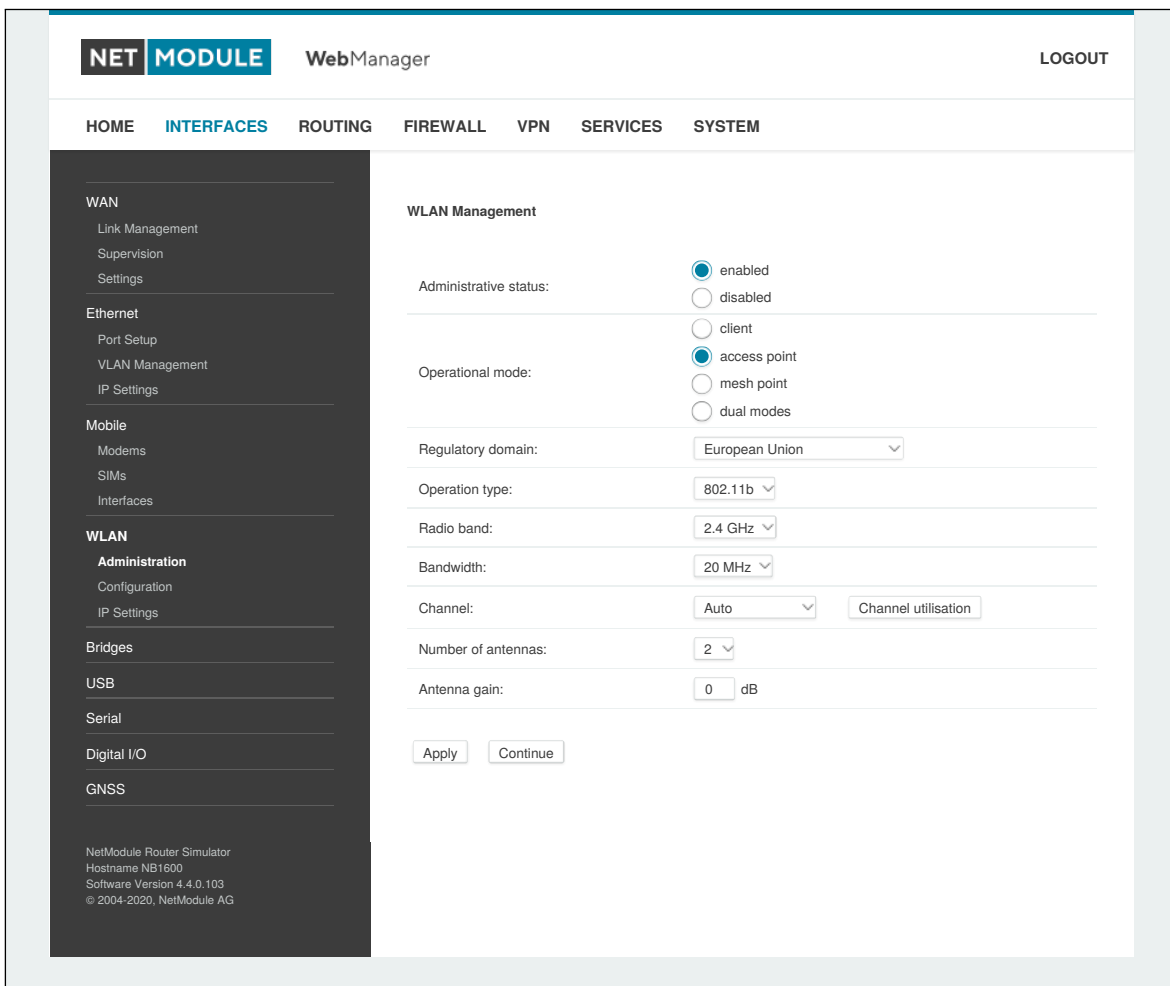 NET MODULE WebManager LOGOUT
HOME INTERFACES ROUTING FIREWALL VPN SERVICES SYSTEM
WAN
Link Management
Supervision
Settings
Ethernet
Port Setup
VLAN Management
IP Settings
Mobile
Modems
SIMs
Interfaces
WLAN
Administration
Configuration
IP Settings
Bridges
USB
Serial
Digital I/O
GNSS
NetModule Router Simulator
Hostname NB1600
Software Version 4.4.0.103
© 2004-2020, NetModule AG
WLAN Management
Administrative status:
enabled
disabled
Operational mode:
client
access point
mesh point
dual modes
Regulatory domain: European Union
Operation type: 802.11b
Radio band: 2.4 GHz
Bandwidth: 20 MHz
Channel: Auto Channel utilisation
Number of antennas: 2
Antenna gain: 0 dB
Apply Continue